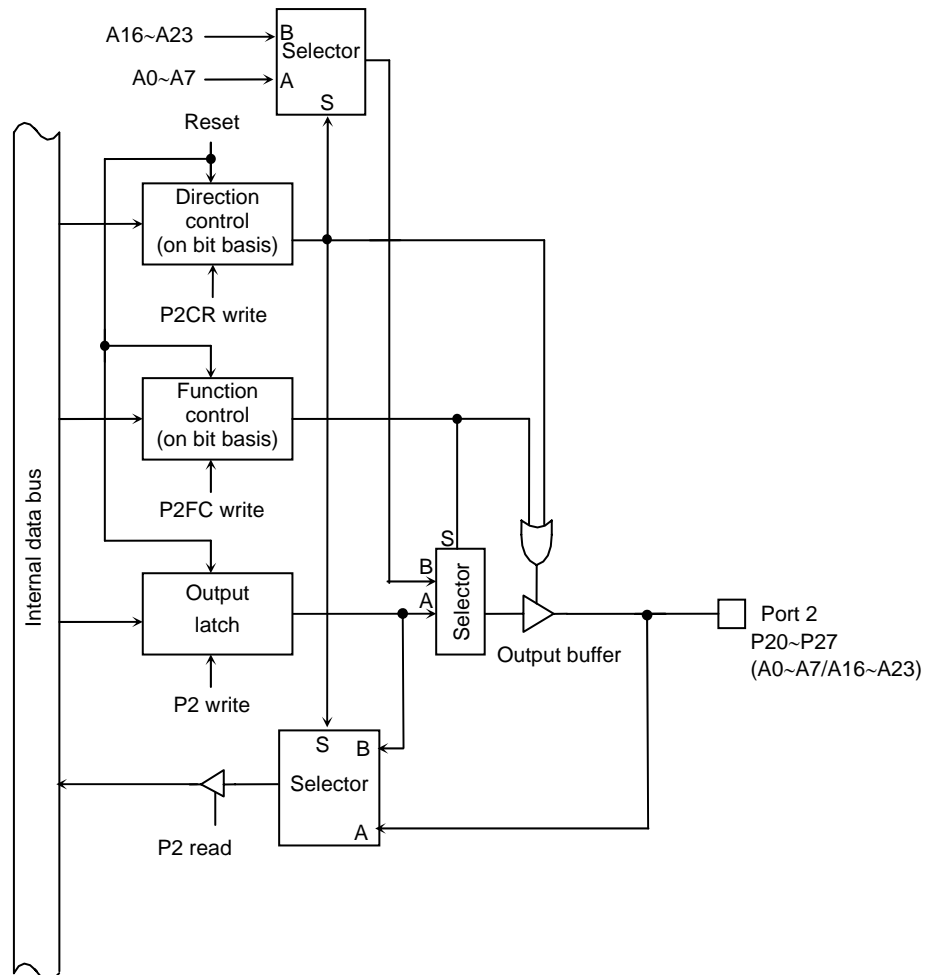 A16~A23
B
Selector
A0~A7
A
S
Reset
Direction
control
(on bit basis)
P2CR write
Function
control
(on bit basis)
P2FC write
Internal data bus
S
B
A
Selector
Output
latch
Output buffer
Port 2
P20~P27
(A0~A7/A16~A23)
P2 write
S
B
Selector
A
P2 read